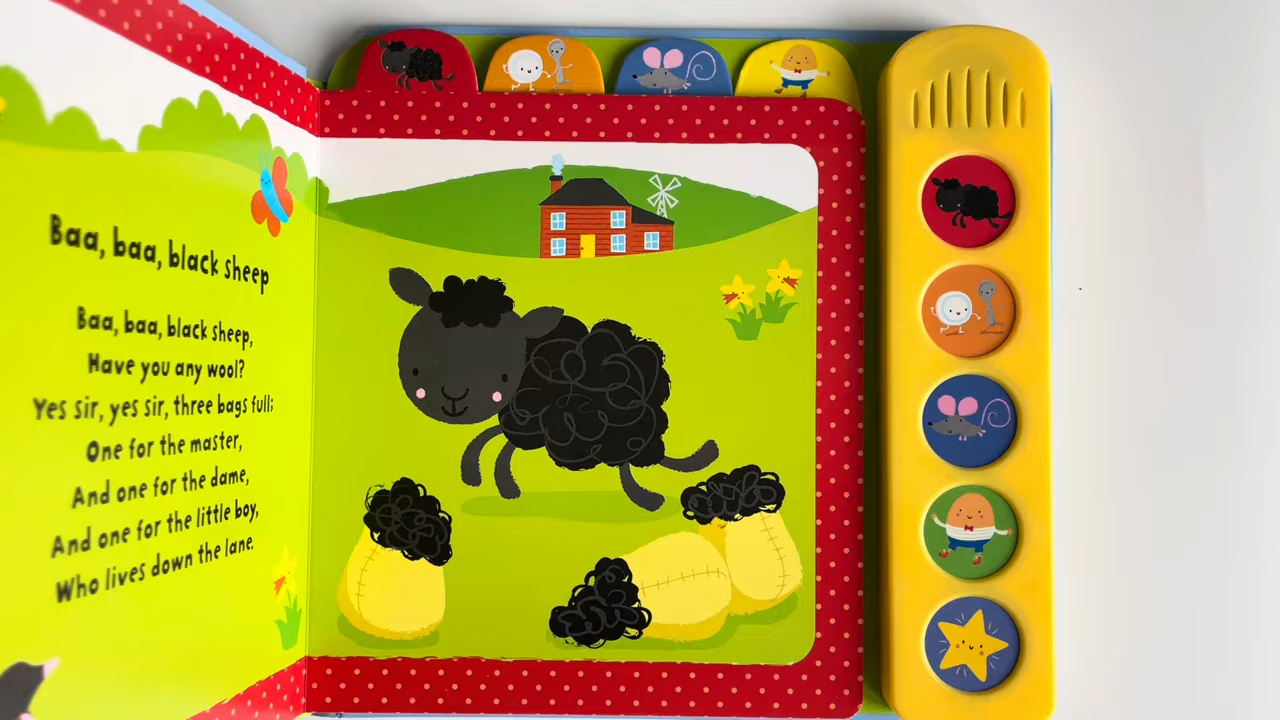 Baa, baa, black sheep
Baa, baa, black sheep,
Have you any wool?
Yes sir, yes sir, three bags full;
One for the master,
And one for the dame,
And one for the little boy,
Who lives down the lane.